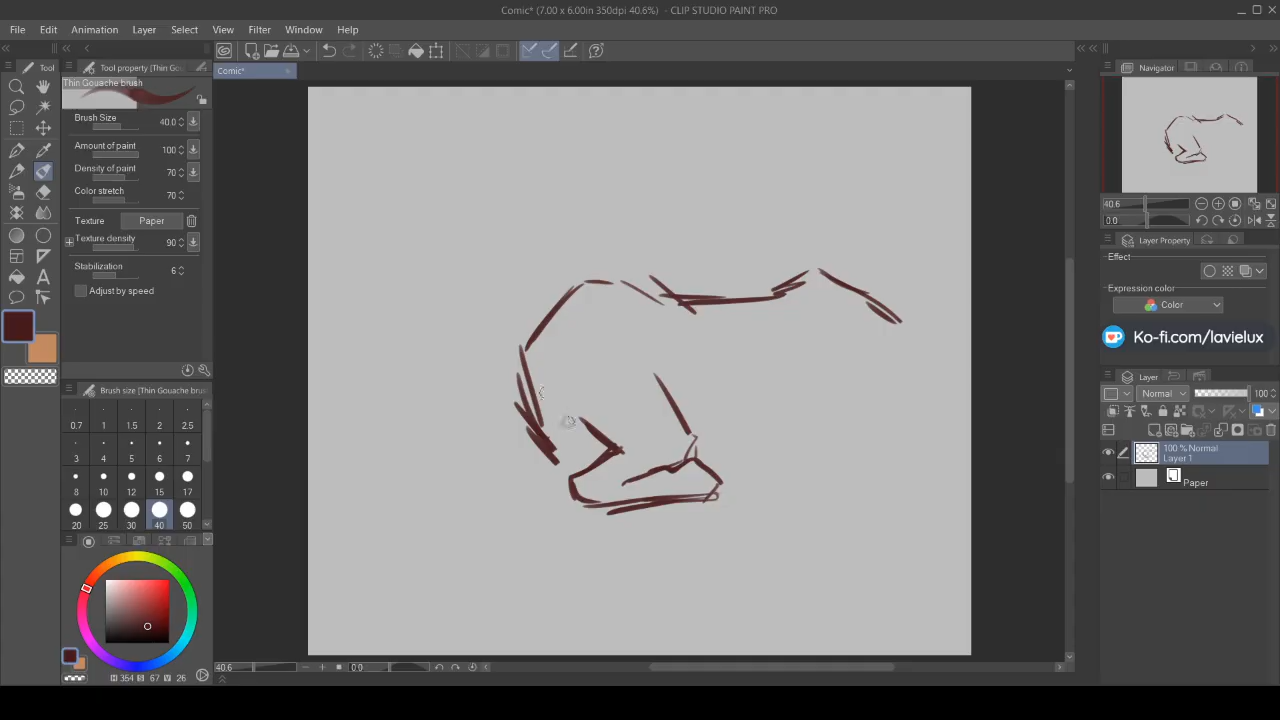 Comic* (7.00 x 6.00in 350dpi 40.6%) - CLIP STUDIO PAINT PRO
File Edit Animation Layer Select View Filter Window Help
Tool
Tool property [Thin Gou
Comic*
Navigator
Thin Gouache brush
Brush Size 40.0
Amount of paint 100
Density of paint 70
Color stretch 70
Texture Paper
Texture density 90
Stabilization 6
Adjust by speed
Brush size [Thin Gouache brus
0.7 1 1.5 2 2.5
3 4 5 6 7
8 10 12 15 17
20 25 30 40 50
H 354 S 67 V 26
40.6 0.0
40.6
0.0
Layer Property
Effect
Expression color
Color
Ko-fi.com/lavielux
Layer
Normal 100
100 % Normal
Layer 1
Paper